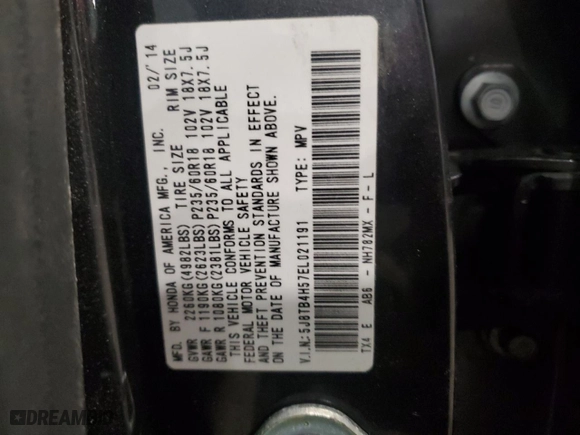 MFD. BY HONDA OF AMERICA MFG., INC. 02/'14
GVWR 2260KG(4982LBS) TIRE SIZE RIM SIZE
GAWR F 1190KG(2623LBS)P235/60R18 102V 18X7.5J
GAWR R 1080KG(2381LBS)P235/60R18 102V 18X7.5J
THIS VEHICLE CONFORMS TO ALL APPLICABLE
FEDERAL MOTOR VEHICLE SAFETY
AND THEFT PREVENTION STANDARDS IN EFFECT
ON THE DATE OF MANUFACTURE SHOWN ABOVE.
V.I.N:5J8TB4H57EL021191 TYPE: MPV
TX4 E AB6 - NH782MX - F - L
© DREAMBID